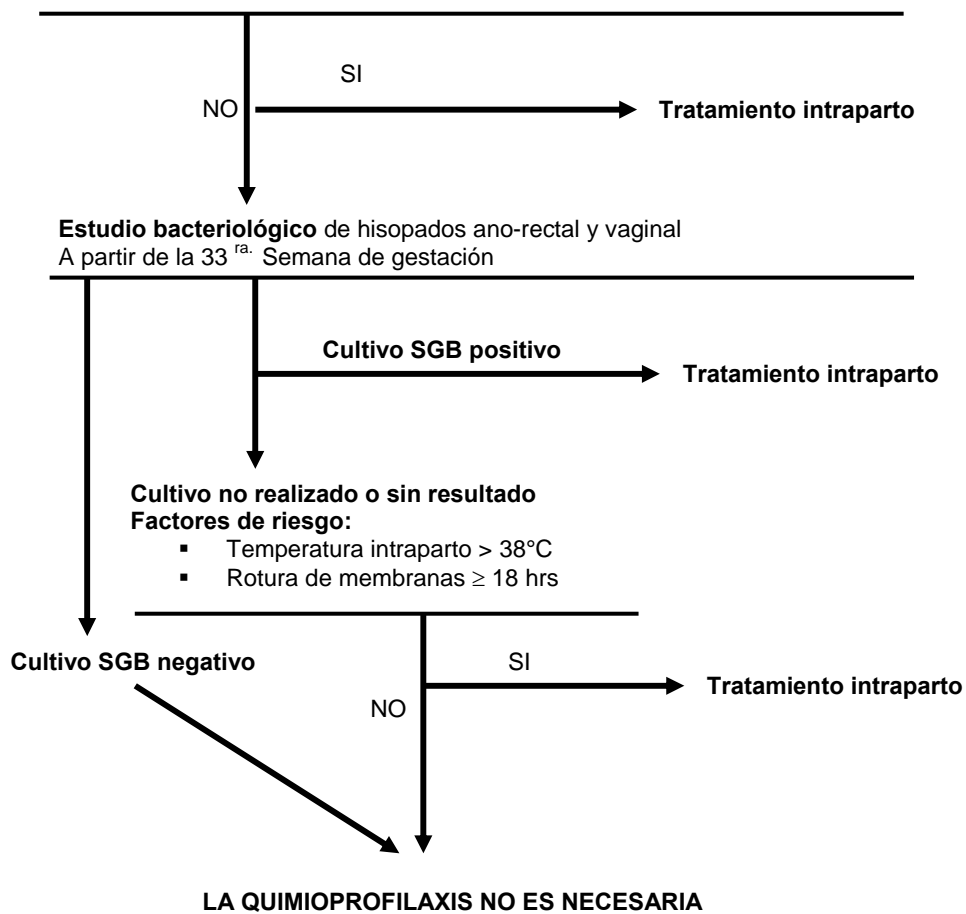 SI
NO
Tratamiento intraparto
Estudio bacteriológico de hisopados ano-rectal y vaginal
A partir de la 33 ra. Semana de gestación
Cultivo SGB positivo
Tratamiento intraparto
Cultivo no realizado o sin resultado
Factores de riesgo:
▪ Temperatura intraparto > 38°C
▪ Rotura de membranas ≥ 18 hrs
Cultivo SGB negativo
SI
Tratamiento intraparto
NO
LA QUIMIOPROFILAXIS NO ES NECESARIA